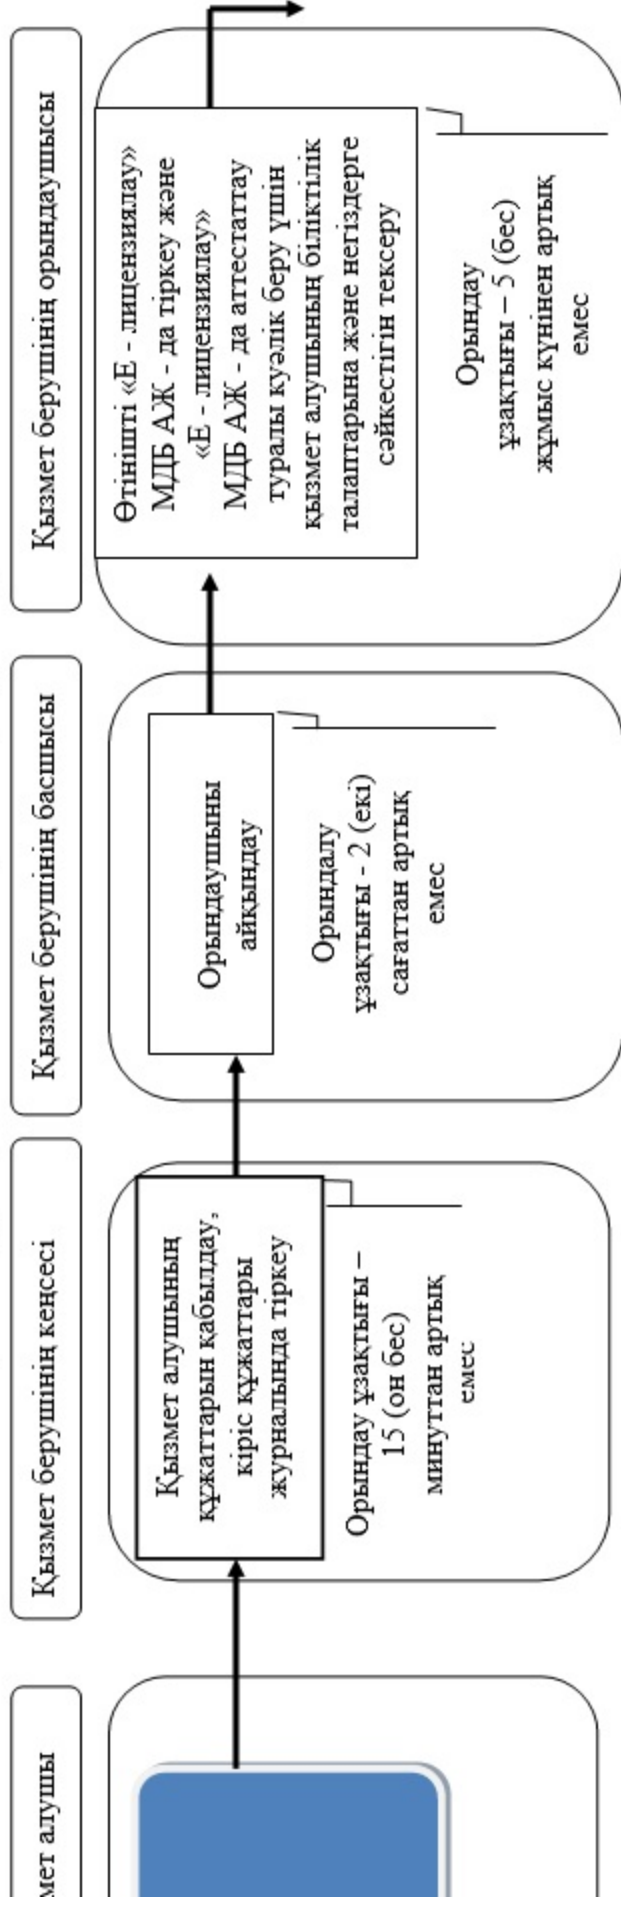 мет алушы
Қызмет берушінің кеңсесі
Қызмет алушының
құжаттарын қабылдау,
кіріс құжаттары
журналында тіркеу
Орындау ұзақтығы –
15 (он бес)
минуттан артық
емес
Қызмет берушінің басшысы
Орындаушыны
айқындау
Орындалу
ұзақтығы - 2 (екі)
сағаттан артық
емес
Қызмет берушінің орындаушысы
Өтінішті «Е - лицензиялау»
МДБ АЖ - да тіркеу және
«Е - лицензиялау»
МДБ АЖ - да аттестаттау
туралы куәлік беру үшін
қызмет алушының біліктілік
талаптарына және негіздерге
сәйкестігін тексеру
Орындау
ұзақтығы – 5 (бес)
жұмыс күнінен артық
емес